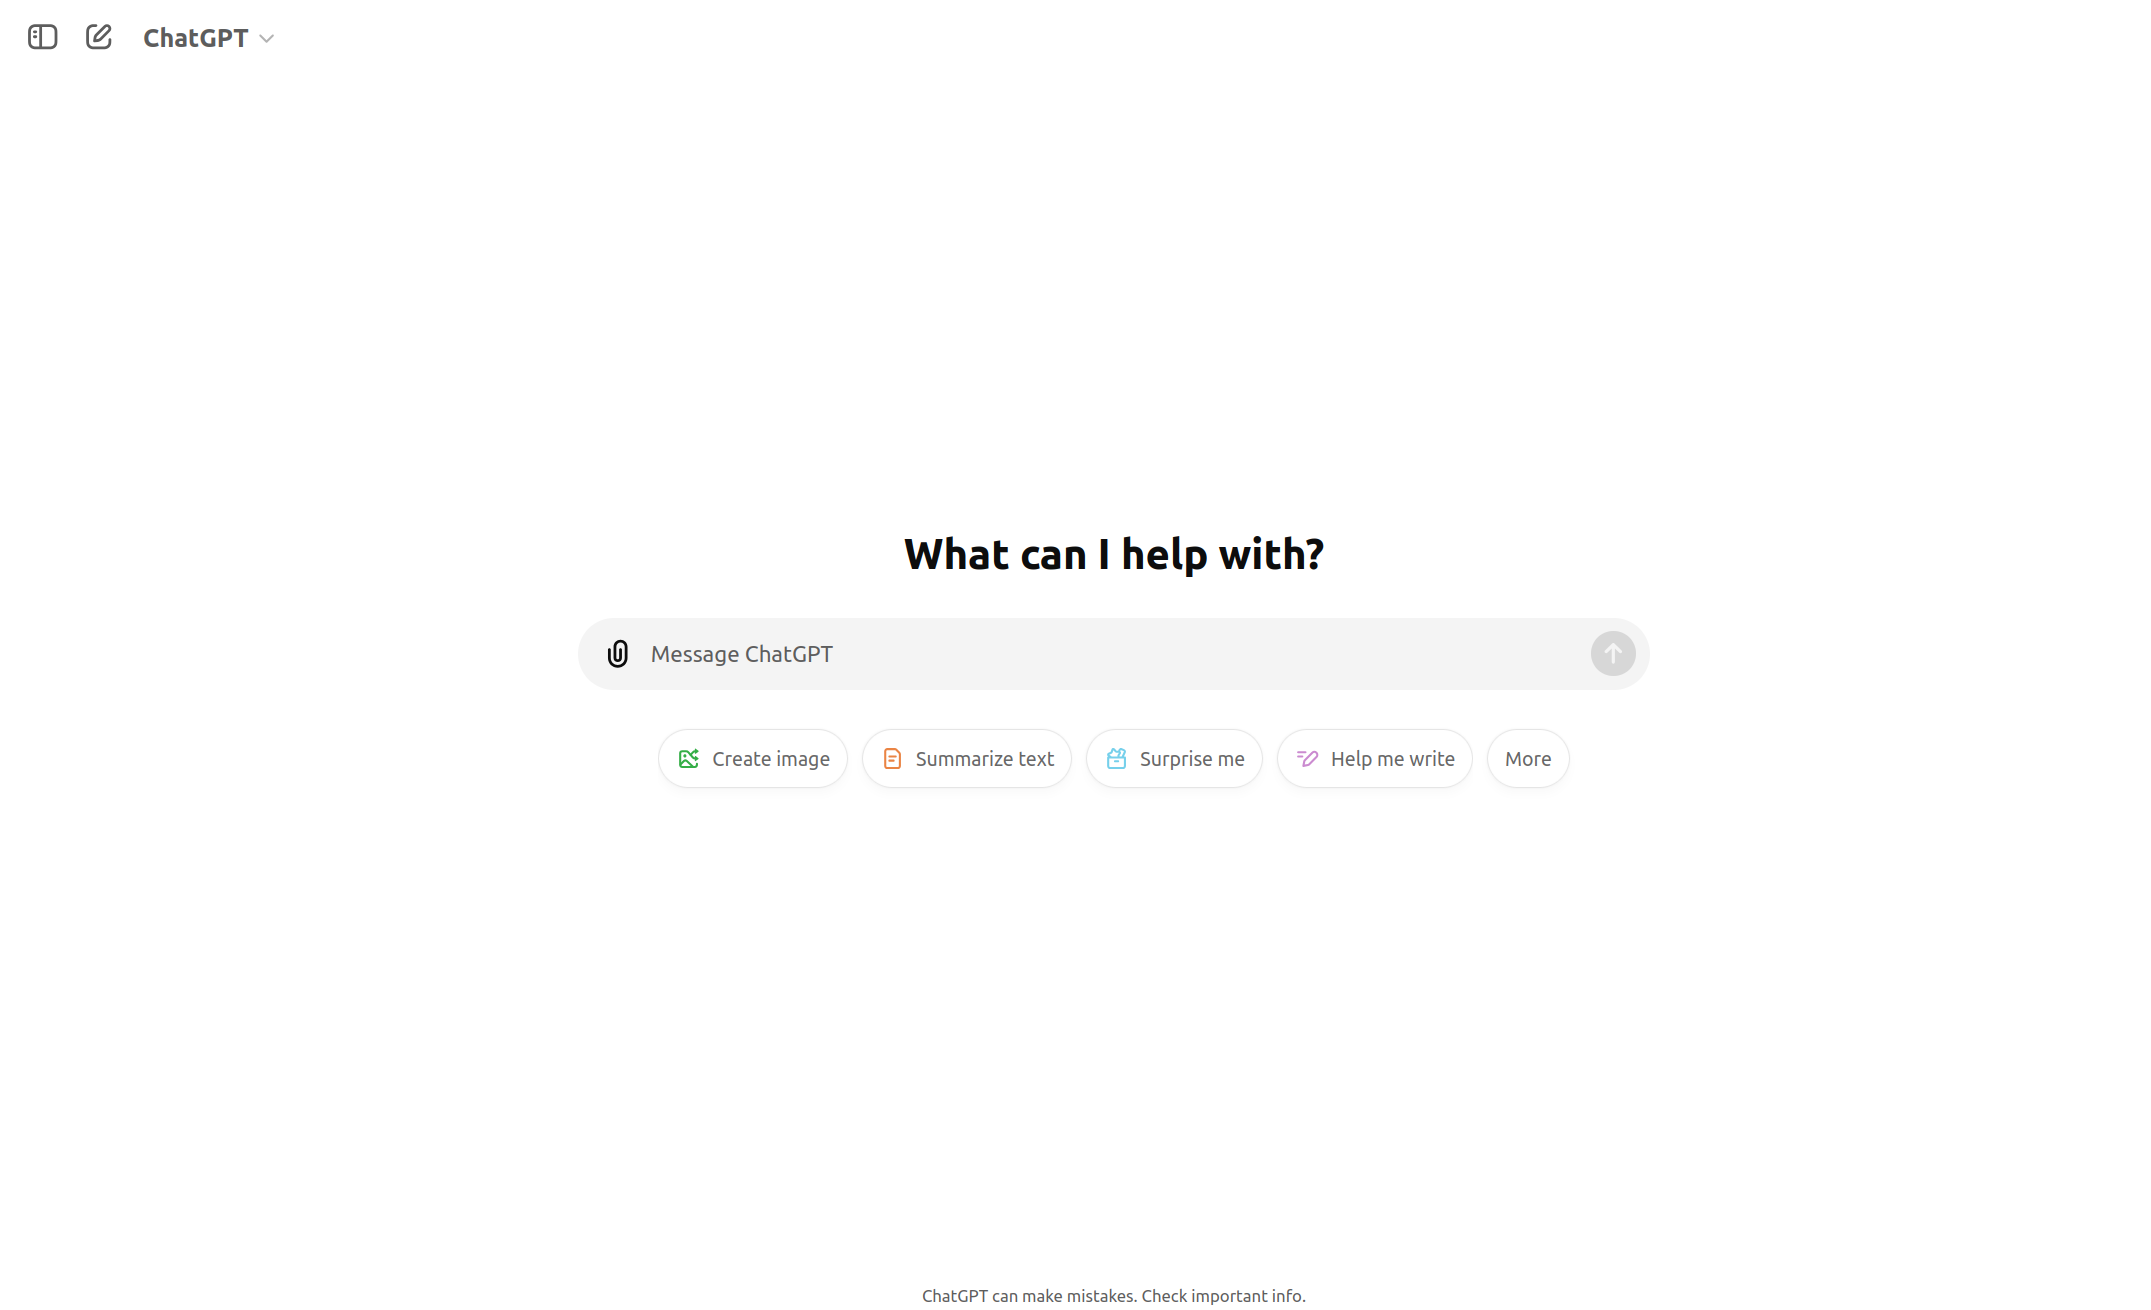 ChatGPT
What can I help with?
Message ChatGPT
Create image
Summarize text
Surprise me
Help me write
More
ChatGPT can make mistakes. Check important info.